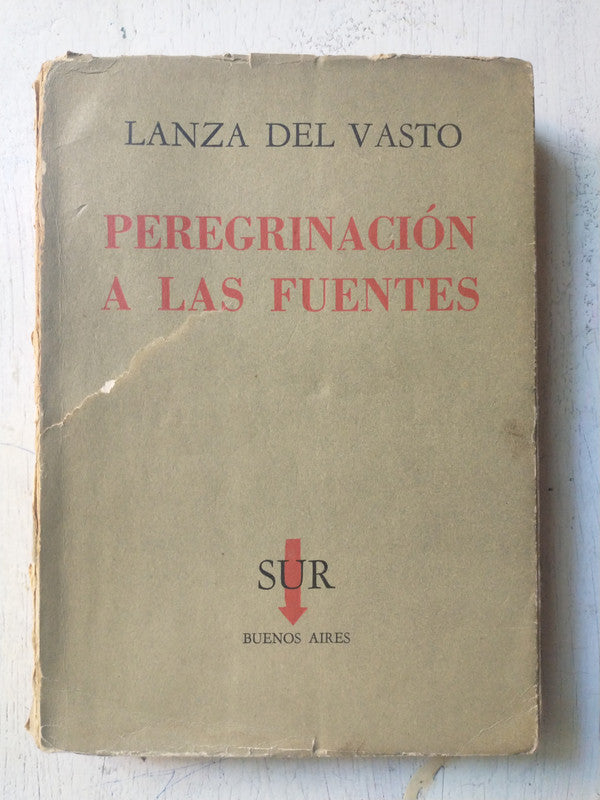 LANZA DEL VASTO
PEREGRINACIÓN
A LAS FUENTES
SUR
BUENOS AIRES